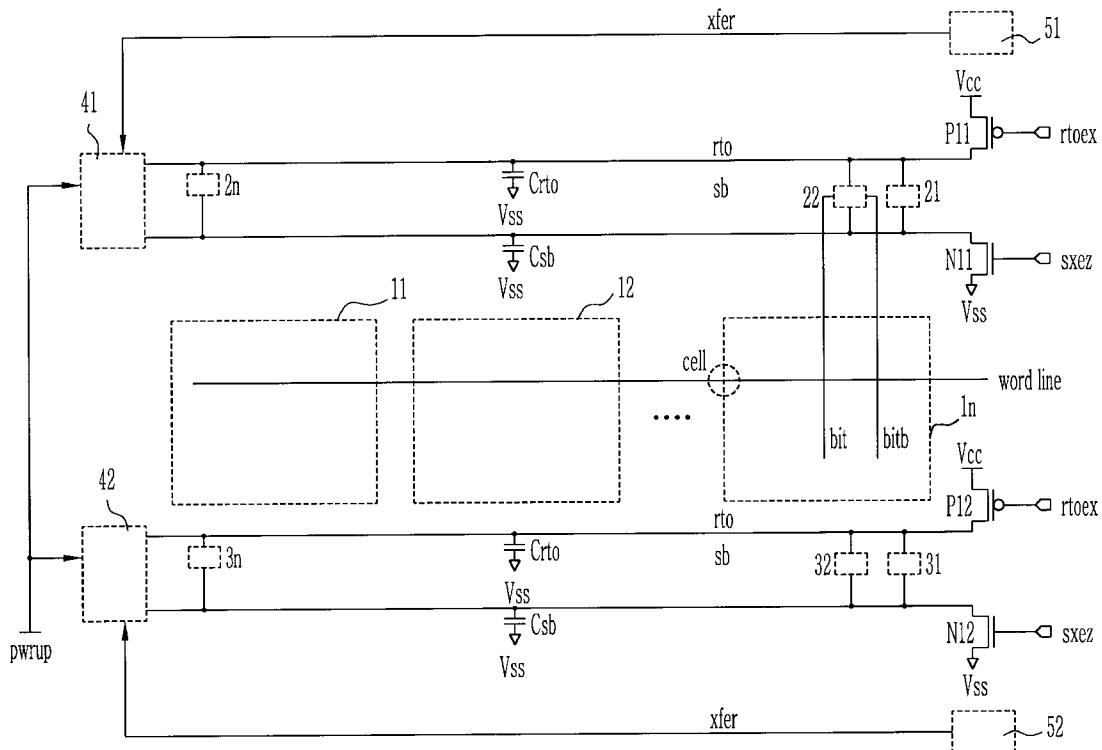 xfer
51
Vcc
41
P11
rtoex
rto
2n
Crto
sb
22
21
Vss
Csb
N11
sxez
Vss
Vss
11
12
cell
word line
bit
bitb
1n
Vcc
42
P12
rtoex
rto
3n
Crto
sb
32
31
Vss
Csb
N12
sxez
pwrup
Vss
Vss
xfer
52